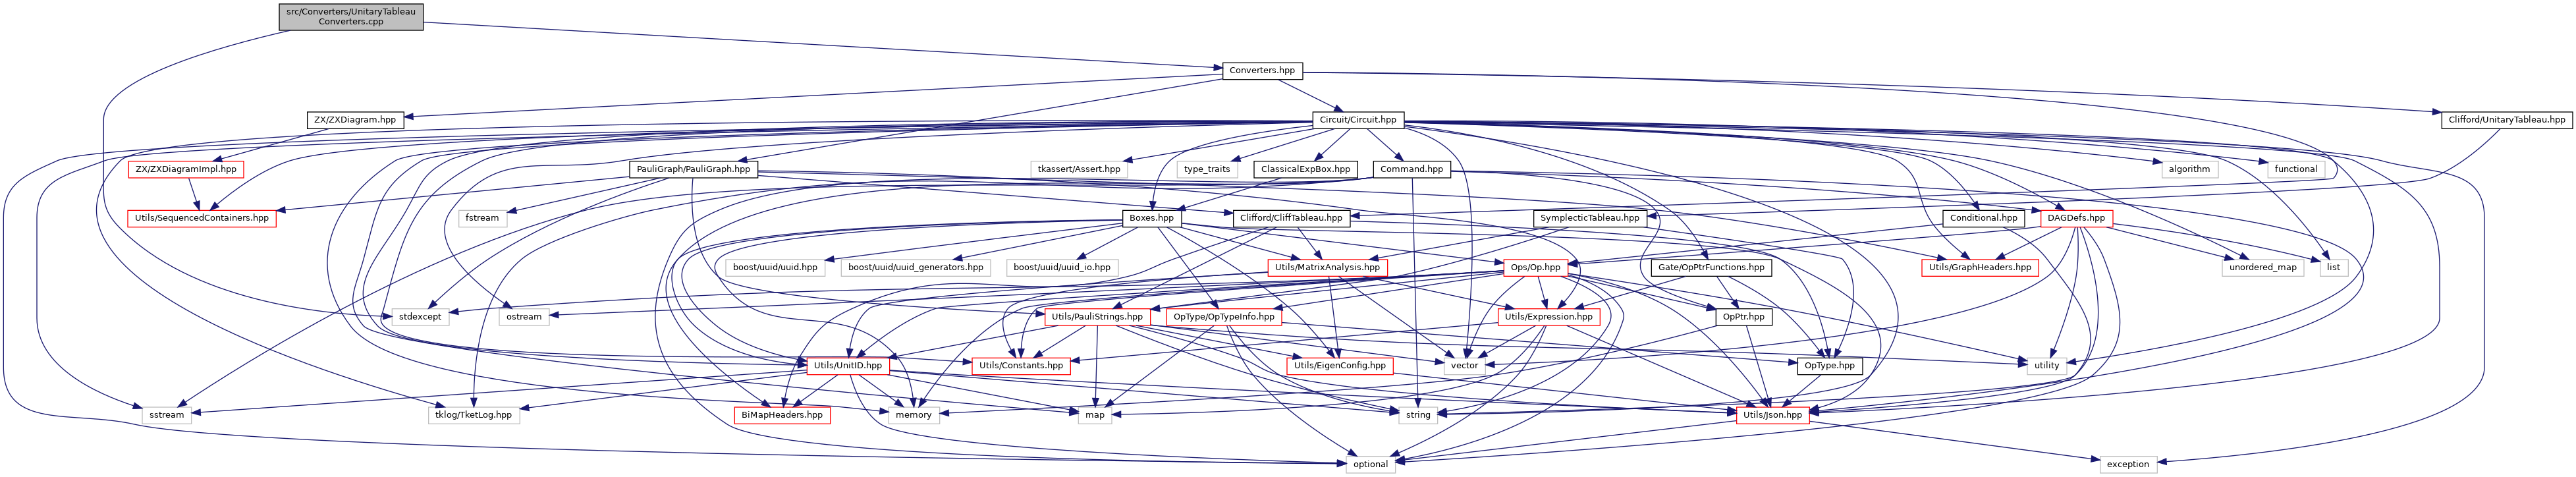 src/Converters/UnitaryTableau
Converters.cpp
Converters.hpp
ZX/ZXDiagram.hpp
Circuit/Circuit.hpp
Clifford/UnitaryTableau.hpp
ZX/ZXDiagramImpl.hpp
PauliGraph/PauliGraph.hpp
tkassert/Assert.hpp
type_traits
ClassicalExpBox.hpp
Command.hpp
algorithm
functional
Utils/SequencedContainers.hpp
fstream
Boxes.hpp
Clifford/CliffTableau.hpp
SymplecticTableau.hpp
Conditional.hpp
DAGDefs.hpp
boost/uuid/uuid.hpp
boost/uuid/uuid_generators.hpp
boost/uuid/uuid_io.hpp
Utils/MatrixAnalysis.hpp
Ops/Op.hpp
Gate/OpPtrFunctions.hpp
Utils/GraphHeaders.hpp
unordered_map
list
stdexcept
ostream
Utils/PauliStrings.hpp
OpType/OpTypeInfo.hpp
Utils/Expression.hpp
OpPtr.hpp
Utils/UnitID.hpp
Utils/Constants.hpp
Utils/EigenConfig.hpp
vector
OpType.hpp
utility
sstream
tklog/TketLog.hpp
BiMapHeaders.hpp
memory
map
string
Utils/Json.hpp
optional
exception